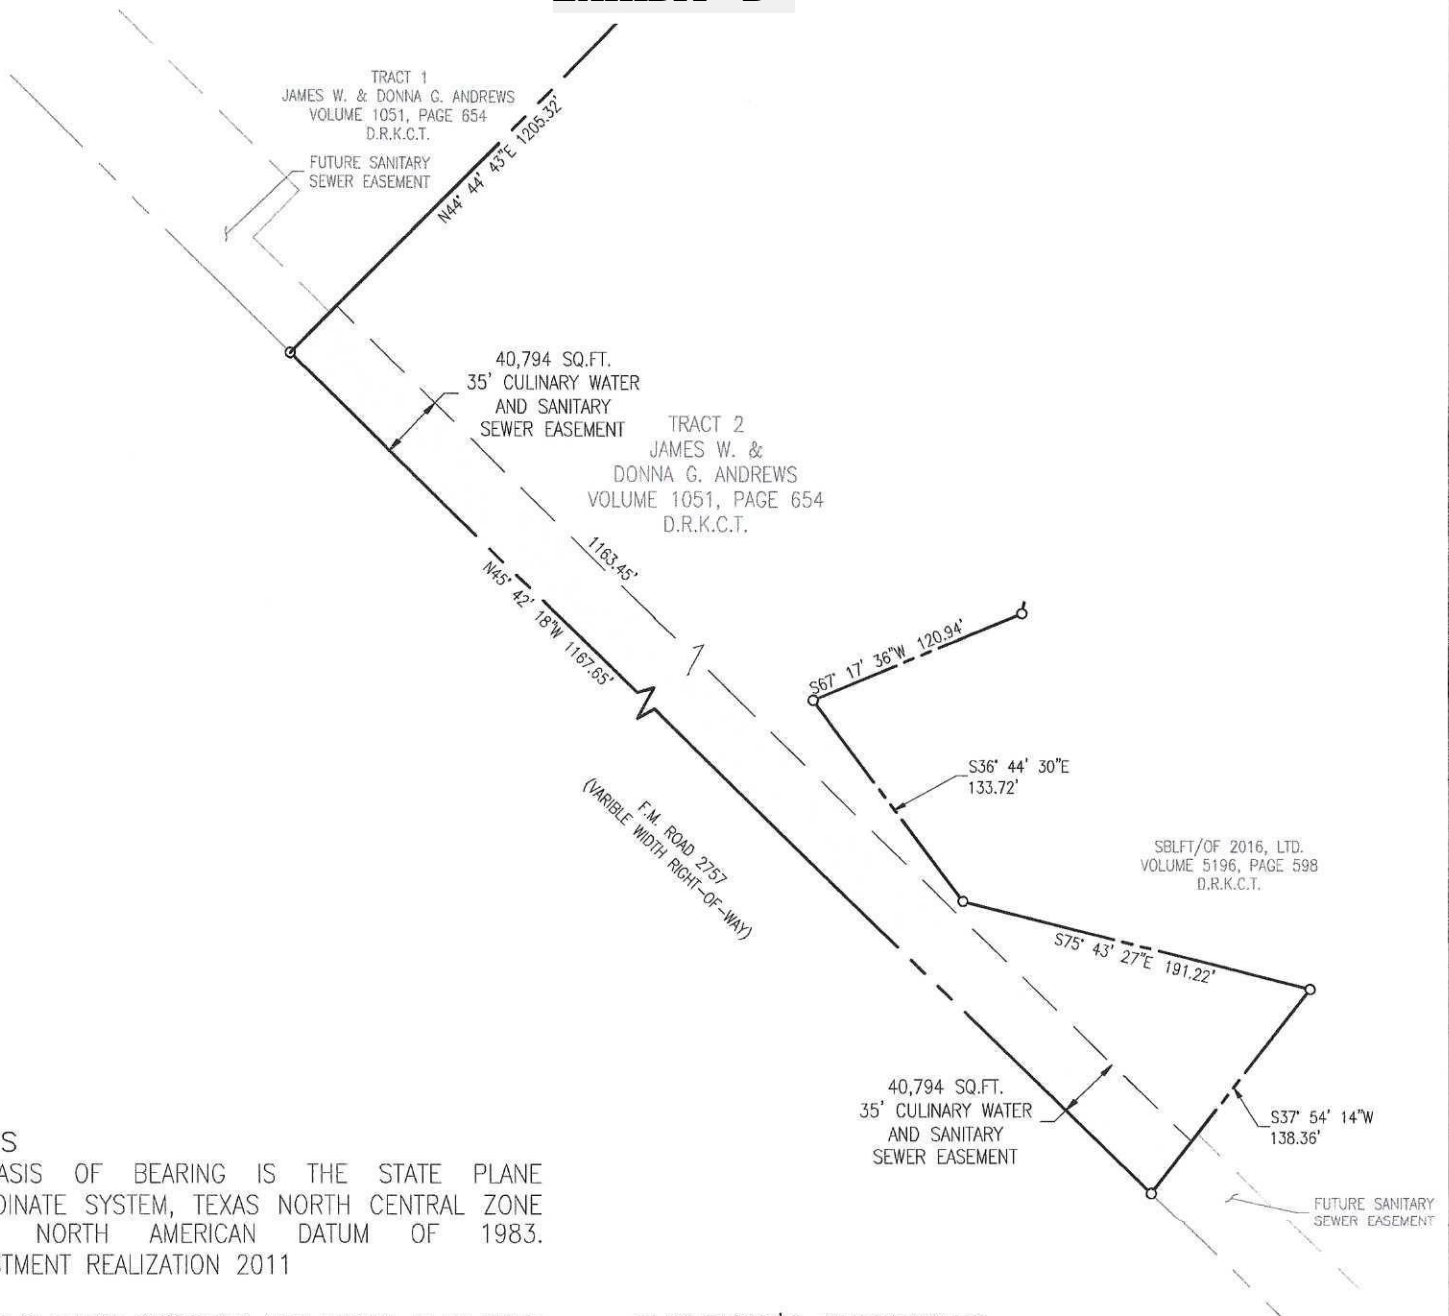 TRACT 1
JAMES W. & DONNA G. ANDREWS
VOLUME 1051, PAGE 654
D.R.K.C.T.
FUTURE SANITARY
SEWER EASEMENT
N44° 44' 43"E 1205.32'
40,794 SQ.FT.
35' CULINARY WATER
AND SANITARY
SEWER EASEMENT
TRACT 2
JAMES W. &
DONNA G. ANDREWS
VOLUME 1051, PAGE 654
D.R.K.C.T.
1163.45'
N45° 42' 18"W 1167.65'
S67° 17' 36"W 120.94'
S36° 44' 30"E
133.72'
F.M. ROAD 2757
(VARIBLE WIDTH RIGHT-OF-WAY)
SBLFT/OF 2016, LTD.
VOLUME 5196, PAGE 598
D.R.K.C.T.
S75° 43' 27"E 191.22'
40,794 SQ.FT.
35' CULINARY WATER
AND SANITARY
SEWER EASEMENT
S37° 54' 14"W
138.36'
FUTURE SANITARY
SEWER EASEMENT
S
ASIS OF BEARING IS THE STATE PLANE
DINATE SYSTEM, TEXAS NORTH CENTRAL ZONE
NORTH AMERICAN DATUM OF 1983.
STMENT REALIZATION 2011